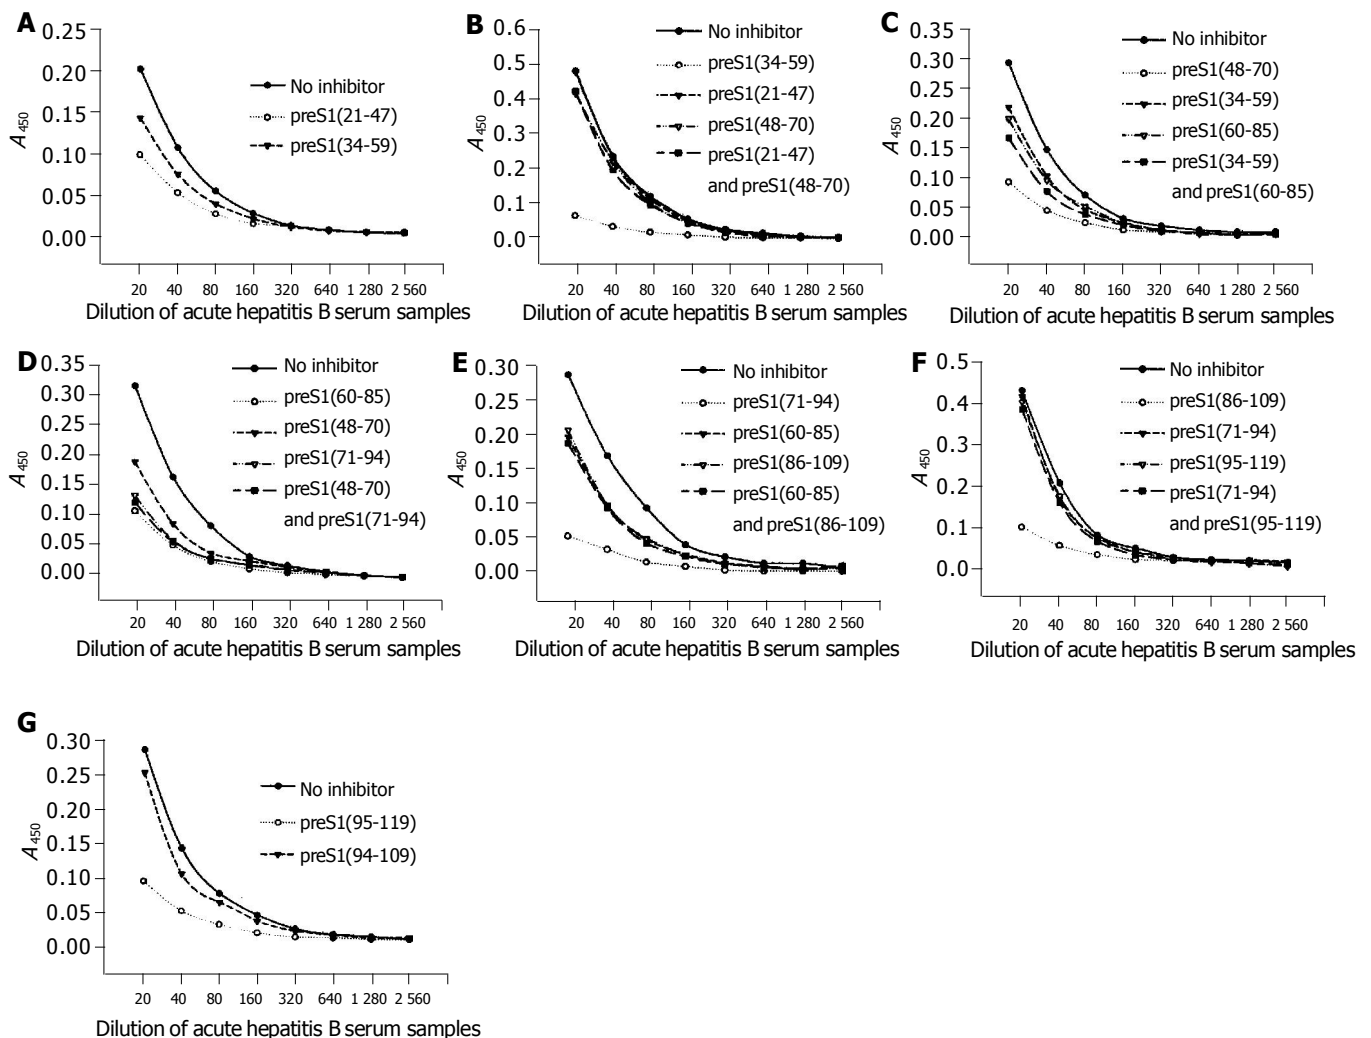 A
0.25
0.20
0.15
0.10
0.05
0.00
A450
No inhibitor
preS1(21-47)
preS1(34-59)
20 40 80 160 320 640 1 280 2 560
Dilution of acute hepatitis B serum samples
B
0.6
0.5
0.4
0.3
0.2
0.1
0.0
A450
No inhibitor
preS1(34-59)
preS1(21-47)
preS1(48-70)
preS1(21-47)
and preS1(48-70)
20 40 80 160 320 640 1 280 2 560
Dilution of acute hepatitis B serum samples
C
0.35
0.30
0.25
0.20
0.15
0.10
0.05
0.00
A450
No inhibitor
preS1(48-70)
preS1(34-59)
preS1(60-85)
preS1(34-59)
and preS1(60-85)
20 40 80 160 320 640 1 280 2 560
Dilution of acute hepatitis B serum samples
D
0.35
0.30
0.25
0.20
0.15
0.10
0.05
0.00
A450
No inhibitor
preS1(60-85)
preS1(48-70)
preS1(71-94)
preS1(48-70)
and preS1(71-94)
20 40 80 160 320 640 1 280 2 560
Dilution of acute hepatitis B serum samples
E
0.30
0.20
0.15
0.10
0.05
0.00
A450
No inhibitor
preS1(71-94)
preS1(60-85)
preS1(86-109)
preS1(60-85)
and preS1(86-109)
20 40 80 160 320 640 1 280 2 560
Dilution of acute hepatitis B serum samples
F
0.5
0.4
0.3
0.2
0.1
0.0
A450
No inhibitor
preS1(86-109)
preS1(71-94)
preS1(95-119)
preS1(71-94)
and preS1(95-119)
20 40 80 160 320 640 1 280 2 560
Dilution of acute hepatitis B serum samples
G
0.30
0.25
0.20
0.15
0.10
0.05
0.00
A450
No inhibitor
preS1(95-119)
preS1(94-109)
20 40 80 160 320 640 1 280 2 560
Dilution of acute hepatitis B serum samples